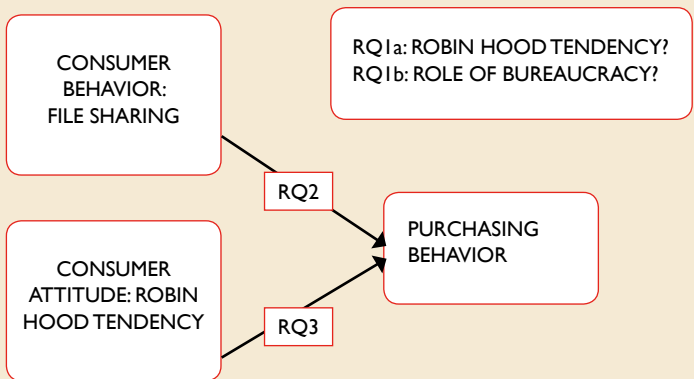 CONSUMER
BEHAVIOR:
FILE SHARING
RQ1a: ROBIN HOOD TENDENCY?
RQ1b: ROLE OF BUREAUCRACY?
RQ2
PURCHASING
BEHAVIOR
CONSUMER
ATTITUDE: ROBIN
HOOD TENDENCY
RQ3